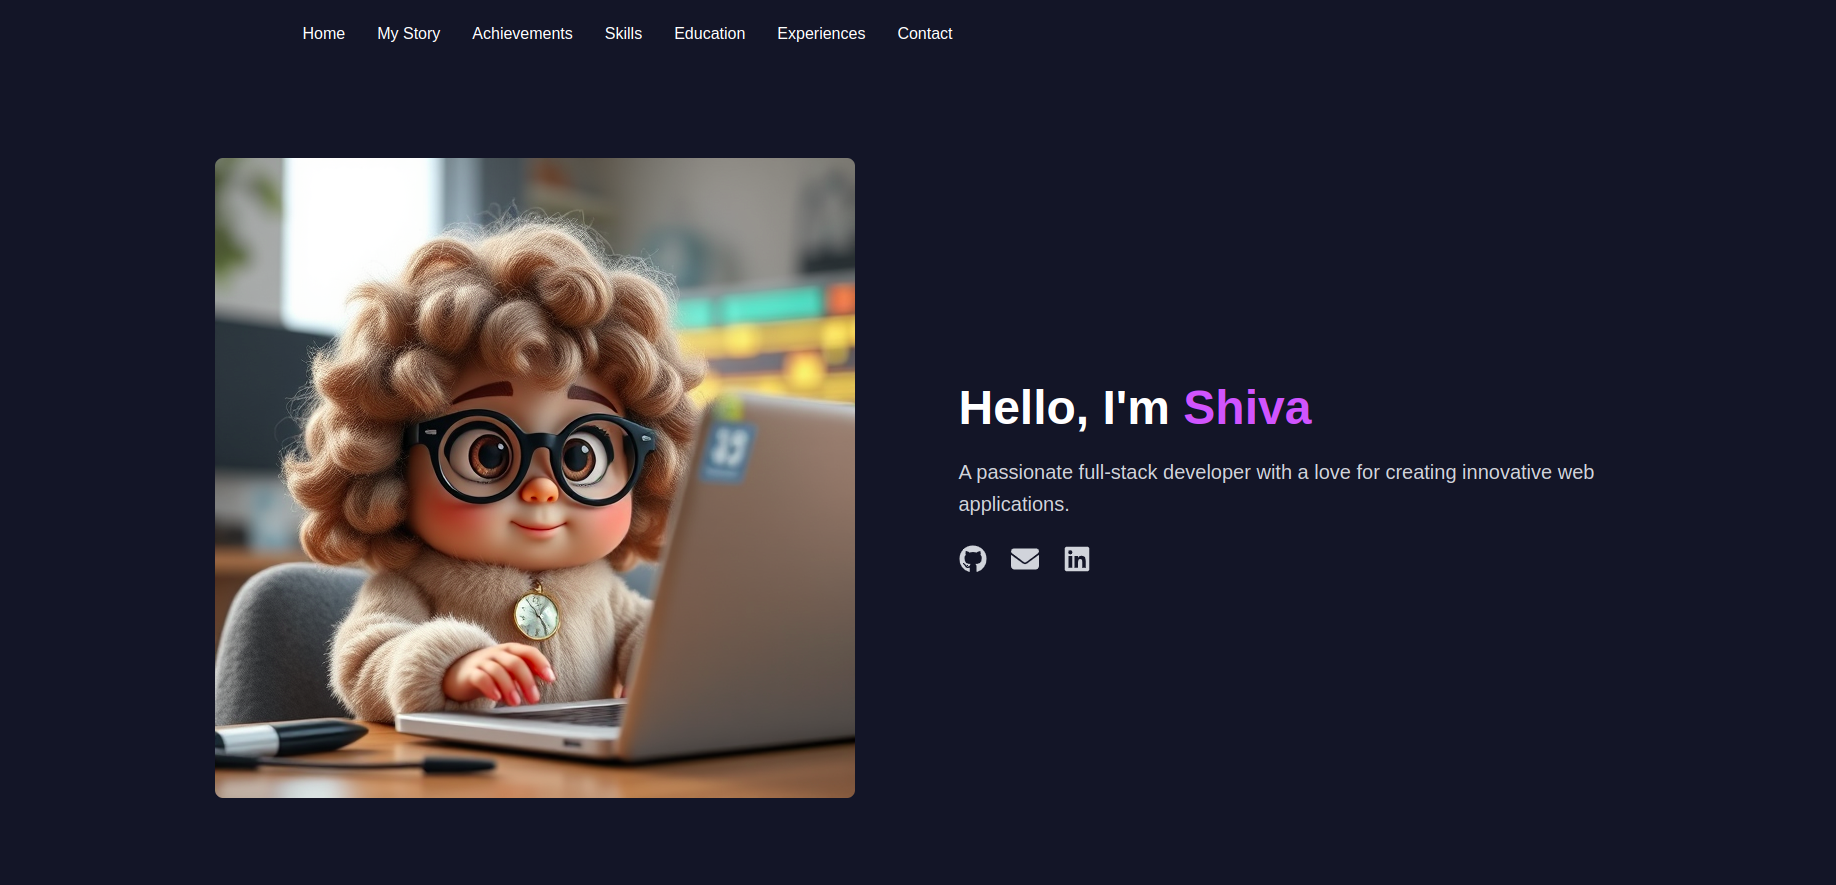 Home My Story Achievements Skills Education Experiences Contact
Hello, I'm Shiva
A passionate full-stack developer with a love for creating innovative web
applications.